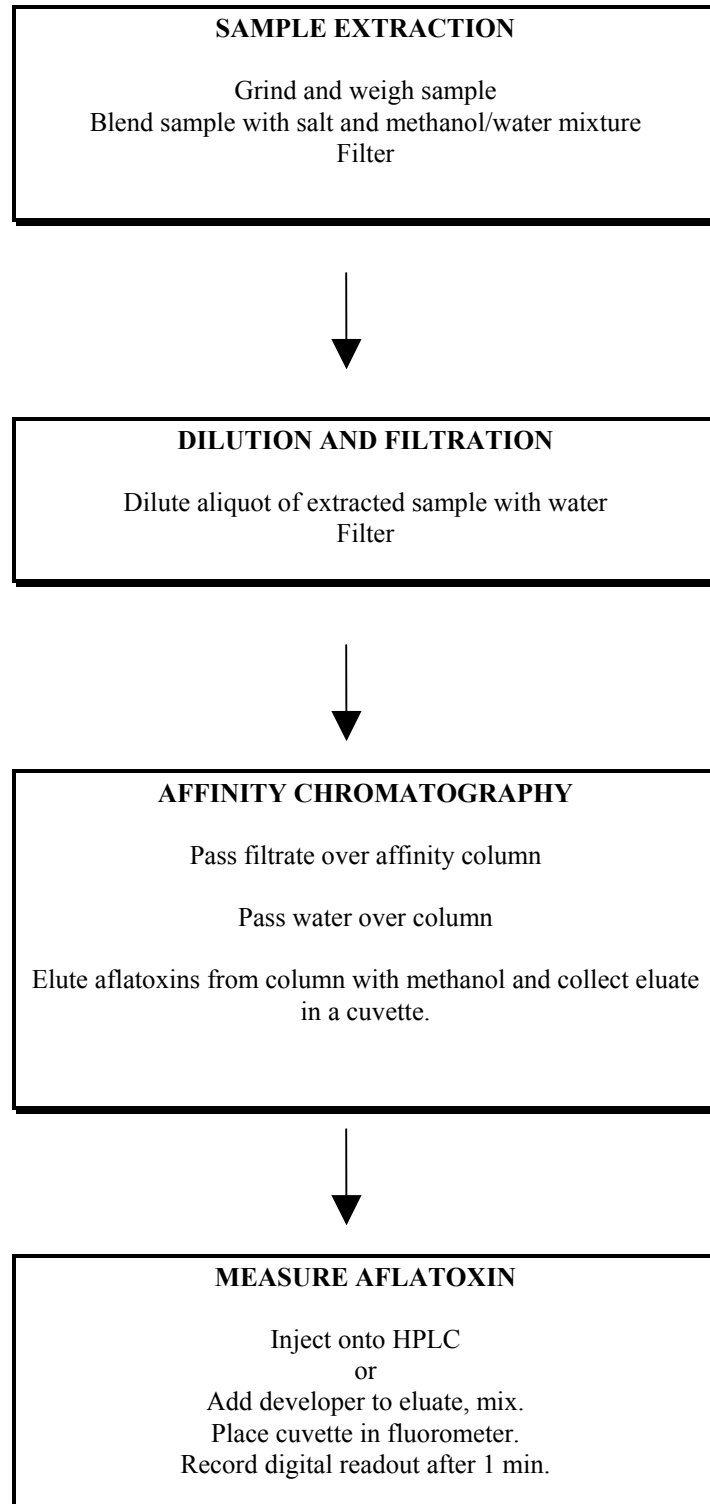 SAMPLE EXTRACTION
Grind and weigh sample
Blend sample with salt and methanol/water mixture
Filter
DILUTION AND FILTRATION
Dilute aliquot of extracted sample with water
Filter
AFFINITY CHROMATOGRAPHY
Pass filtrate over affinity column
Pass water over column
Elute aflatoxins from column with methanol and collect eluate
in a cuvette.
MEASURE AFLATOXIN
Inject onto HPLC
or
Add developer to eluate, mix.
Place cuvette in fluorometer.
Record digital readout after 1 min.